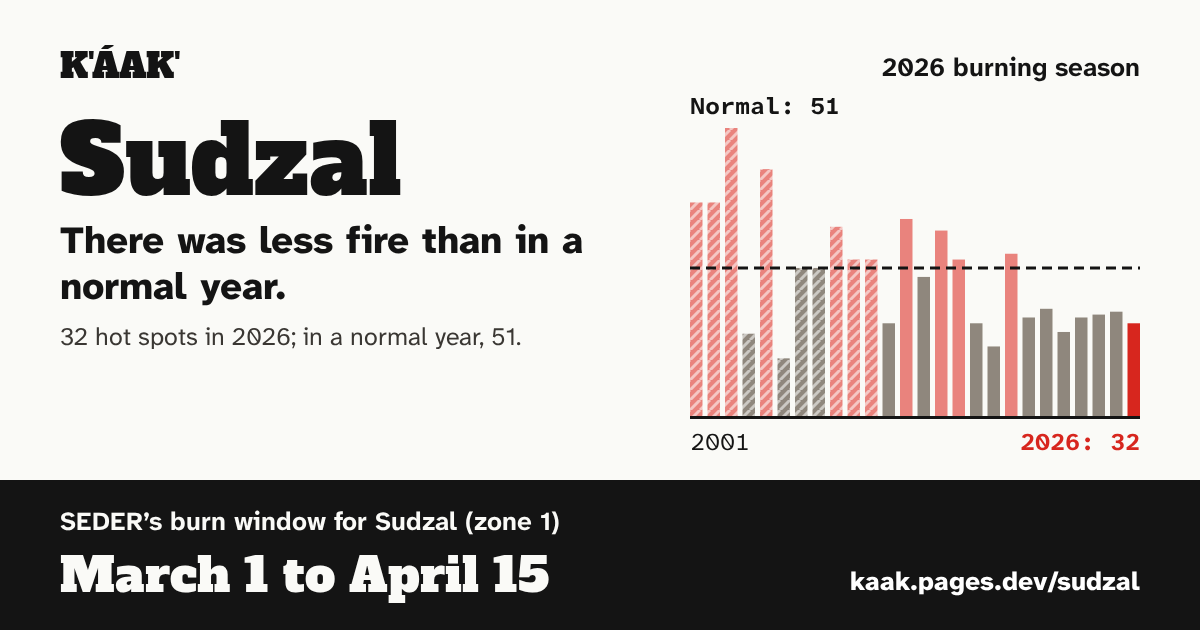 K'ÁAK'
Sudzal
There was less fire than in a
normal year.
32 hot spots in 2026; in a normal year, 51.
2026 burning season
Normal: 51
2001
2026: 32
SEDER’s burn window for Sudzal (zone 1)
March 1 to April 15
kaak.pages.dev/sudzal